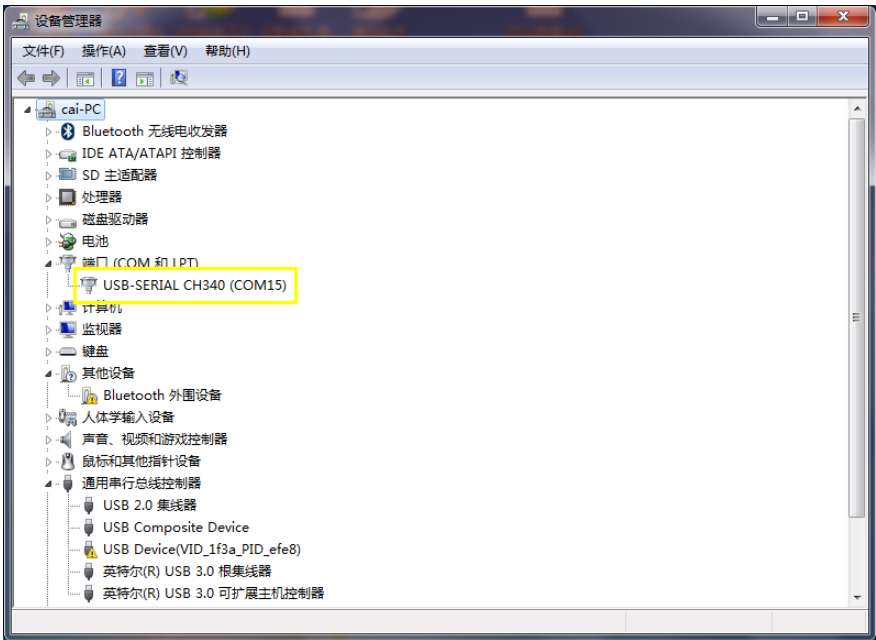 设备管理器
文件(F) 操作(A) 查看(V) 帮助(H)
cai-PC
Bluetooth 无线电收发器
IDE ATA/ATAPI 控制器
SD 主适配器
处理器
磁盘驱动器
电池
端口 (COM 和 LPT)
USB-SERIAL CH340 (COM15)
计算机
监视器
键盘
其他设备
Bluetooth 外围设备
人体学输入设备
声音、视频和游戏控制器
鼠标和其他指针设备
通用串行总线控制器
USB 2.0 集线器
USB Composite Device
USB Device(VID_1f3a_PID_efe8)
英特尔(R) USB 3.0 根集线器
英特尔(R) USB 3.0 可扩展主机控制器